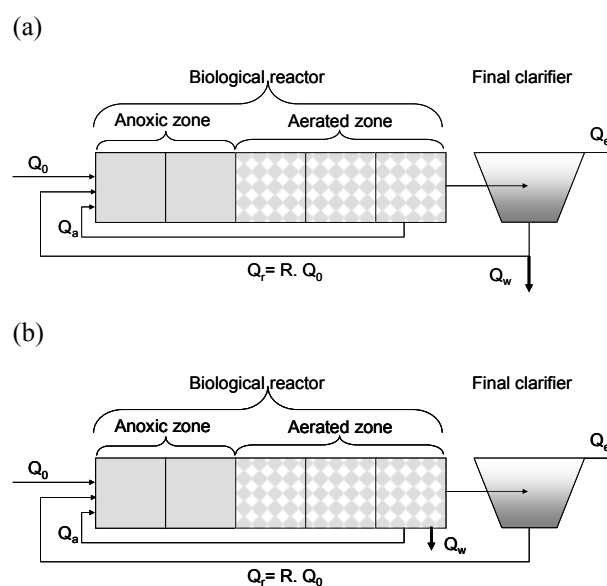 (a)
Biological reactor
Final clarifier
Anoxic zone
Aerated zone
Qe
Q0
Qa
Qr= R. Q0
Qw
(b)
Biological reactor
Final clarifier
Anoxic zone
Aerated zone
Qe
Q0
Qa
Qw
Qr= R. Q0